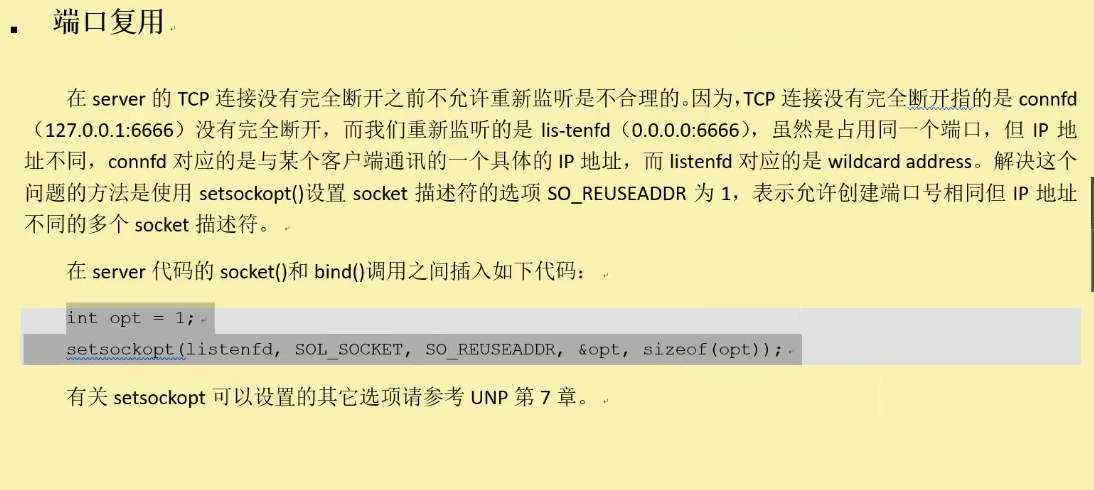 端口复用
在 server 的 TCP 连接没有完全断开之前不允许重新监听是不合理的。因为,TCP 连接没有完全断开指的是 connfd
（127.0.0.1:6666）没有完全断开，而我们重新监听的是 lis-tenfd（0.0.0.0:6666），虽然是占用同一个端口，但 IP 地
址不同，connfd 对应的是与某个客户端通讯的一个具体的 IP 地址，而 listenfd 对应的是 wildcard address。解决这个
问题的方法是使用 setsockopt()设置 socket 描述符的选项 SO_REUSEADDR 为 1，表示允许创建端口号相同但 IP 地址
不同的多个 socket 描述符。
在 server 代码的 socket()和 bind()调用之间插入如下代码：
int opt = 1;
setsockopt(listenfd, SOL_SOCKET, SO_REUSEADDR, &opt, sizeof(opt));
有关 setsockopt 可以设置的其它选项请参考 UNP 第 7 章。